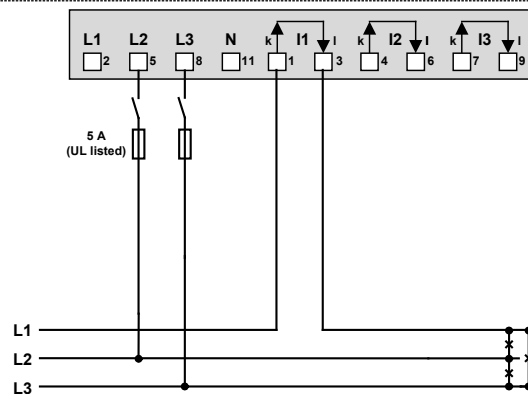 L1 L2 L3 N k I1 l k I2 l k I3 l
2 5 8 11 1 3 4 6 7 9
5 A
(UL listed)
L1
L2
L3